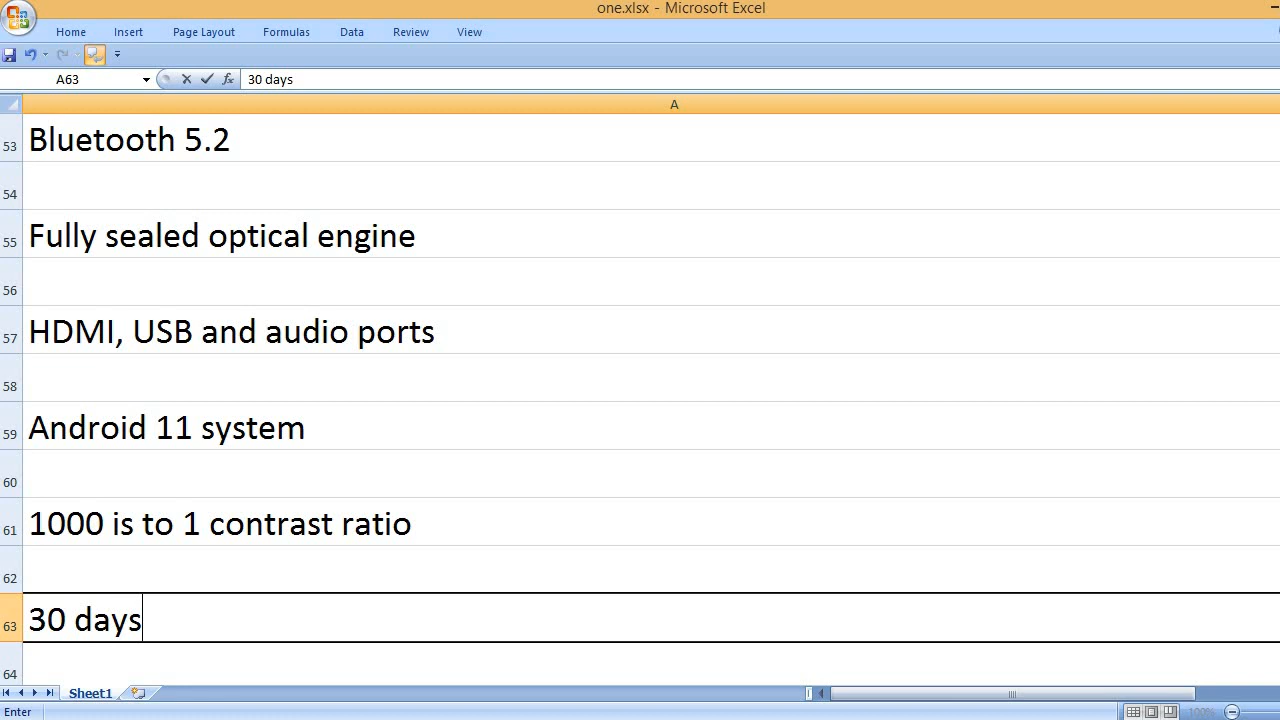 one.xlsx - Microsoft Excel
Home Insert Page Layout Formulas Data Review View
A63 fx 30 days
A
53 Bluetooth 5.2
54
55 Fully sealed optical engine
56
57 HDMI, USB and audio ports
58
59 Android 11 system
60
61 1000 is to 1 contrast ratio
62
63 30 days
64
Sheet1
Enter 100%